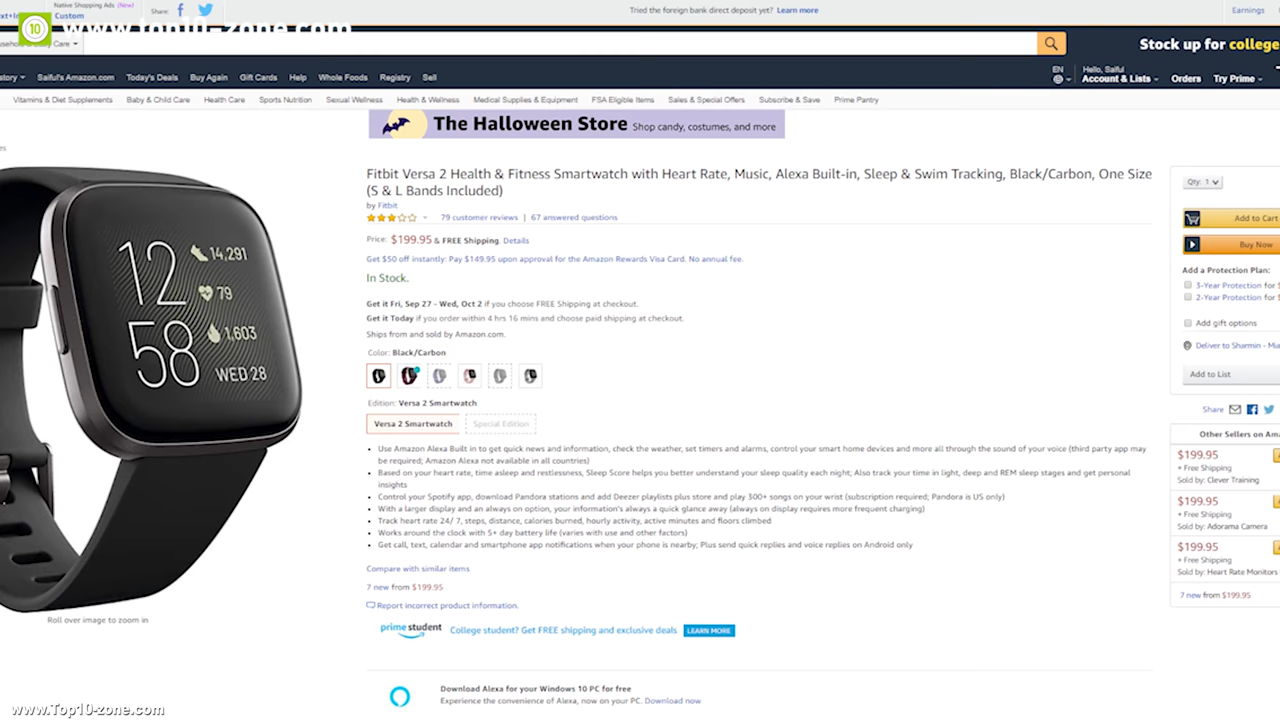 Native Shopping Ads (New!)
Custom
Share:
Tried the foreign bank direct deposit yet? Learn more
Earnings
10
www.top10-zone.com
Care
Stock up for college
Saiful's Amazon.com Today's Deals Buy Again Gift Cards Help Whole Foods Registry Sell
EN
Hello, Saiful
Account & Lists Orders Try Prime
Vitamins & Diet Supplements Baby & Child Care Health Care Sports Nutrition Sexual Wellness Health & Wellness Medical Supplies & Equipment FSA Eligible Items Sales & Special Offers Subscribe & Save Prime Pantry
The Halloween Store Shop candy, costumes, and more
Fitbit Versa 2 Health & Fitness Smartwatch with Heart Rate, Music, Alexa Built-in, Sleep & Swim Tracking, Black/Carbon, One Size
(S & L Bands Included)
by Fitbit
79 customer reviews | 67 answered questions
Price: $199.95 & FREE Shipping. Details
Get $50 off instantly: Pay $149.95 upon approval for the Amazon Rewards Visa Card. No annual fee.
In Stock.
Get it Fri, Sep 27 - Wed, Oct 2 if you choose FREE Shipping at checkout.
Get it Today if you order within 4 hrs 16 mins and choose paid shipping at checkout.
Ships from and sold by Amazon.com.
Color: Black/Carbon
Edition: Versa 2 Smartwatch
Versa 2 Smartwatch Special Edition
• Use Amazon Alexa Built in to get quick news and information, check the weather, set timers and alarms, control your smart home devices and more all through the sound of your voice (third party app may
be required; Amazon Alexa not available in all countries)
• Based on your heart rate, time asleep and restlessness, Sleep Score helps you better understand your sleep quality each night; Also track your time in light, deep and REM sleep stages and get personal
insights
• Control your Spotify app, download Pandora stations and add Deezer playlists plus store and play 300+ songs on your wrist (subscription required; Pandora is US only)
• With a larger display and an always on option, your information's always a quick glance away (always on display requires more frequent charging)
• Track heart rate 24/ 7, steps, distance, calories burned, hourly activity, active minutes and floors climbed
• Works around the clock with 5+ day battery life (varies with use and other factors)
• Get call, text, calendar and smartphone app notifications when your phone is nearby; Plus send quick replies and voice replies on Android only
Compare with similar items
7 new from $199.95
Report incorrect product information.
prime student College student? Get FREE shipping and exclusive deals LEARN MORE
Download Alexa for your Windows 10 PC for free
Experience the convenience of Alexa, now on your PC. Download now
12
58
14,291
79
1,603
WED 28
Roll over image to zoom in
Qty: 1
Add to Cart
Buy Now
Add a Protection Plan:
3-Year Protection for $
2-Year Protection for $
Add gift options
Deliver to Sharmin - Mia
Add to List
Share
Other Sellers on Am
$199.95
+ Free Shipping
Sold by: Clever Training
$199.95
+ Free Shipping
Sold by: Adorama Camera
$199.95
+ Free Shipping
Sold by: Heart Rate Monitors
7 new from $199.95
www.Top10-zone.com